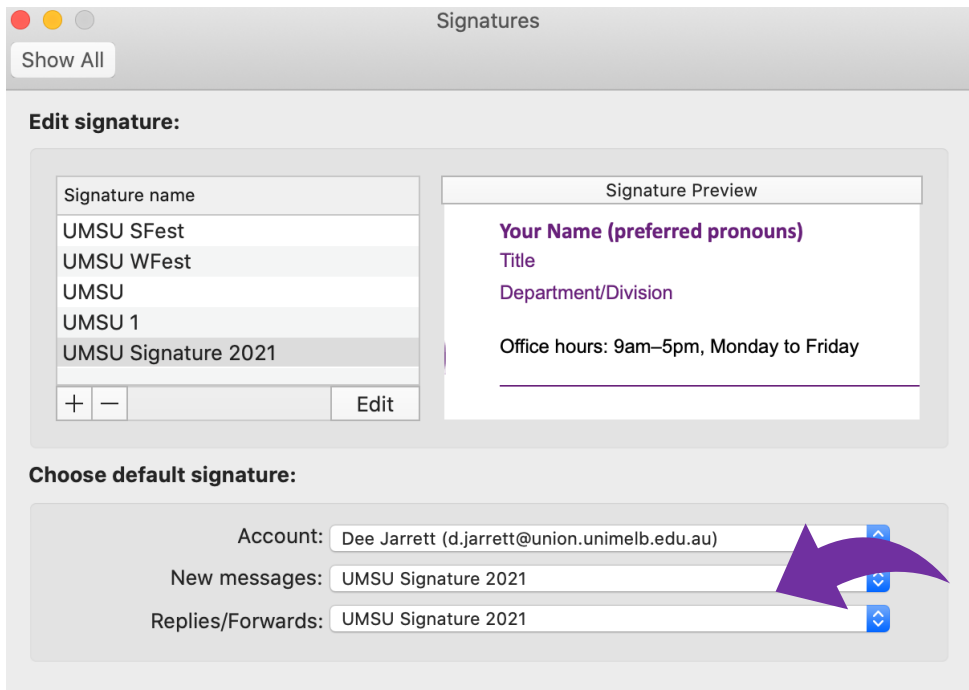 Signatures
Show All
Edit signature:
Signature name
UMSU SFest
UMSU WFest
UMSU
UMSU 1
UMSU Signature 2021
Edit
Signature Preview
Your Name (preferred pronouns)
Title
Department/Division
Office hours: 9am–5pm, Monday to Friday
Choose default signature:
Account: Dee Jarrett (d.jarrett@union.unimelb.edu.au)
New messages: UMSU Signature 2021
Replies/Forwards: UMSU Signature 2021